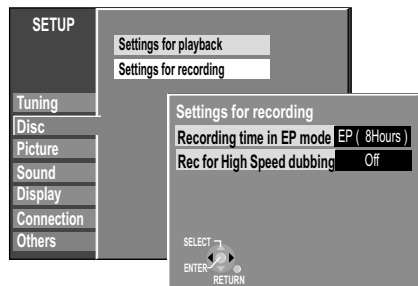 SETUP
Settings for playback
Settings for recording
Tuning
Disc
Picture
Sound
Display
Connection
Others
Settings for recording
Recording time in EP mode EP ( 8Hours )
Rec for High Speed dubbing Off
SELECT
ENTER
RETURN